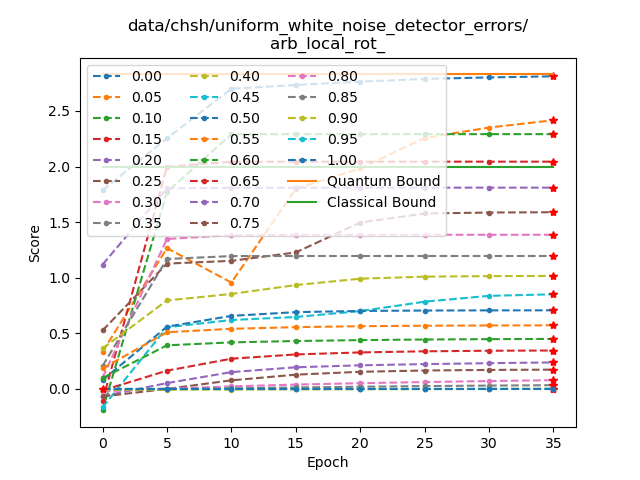 data/chsh/uniform_white_noise_detector_errors/
arb_local_rot_
0.00 0.40 0.80
0.05 0.45 0.85
0.10 0.50 0.90
0.15 0.55 0.95
0.20 0.60 1.00
0.25 0.65 Quantum Bound
0.30 0.70 Classical Bound
0.35 0.75
Score
2.5
2.0
1.5
1.0
0.5
0.0
0 5 10 15 20 25 30 35
Epoch